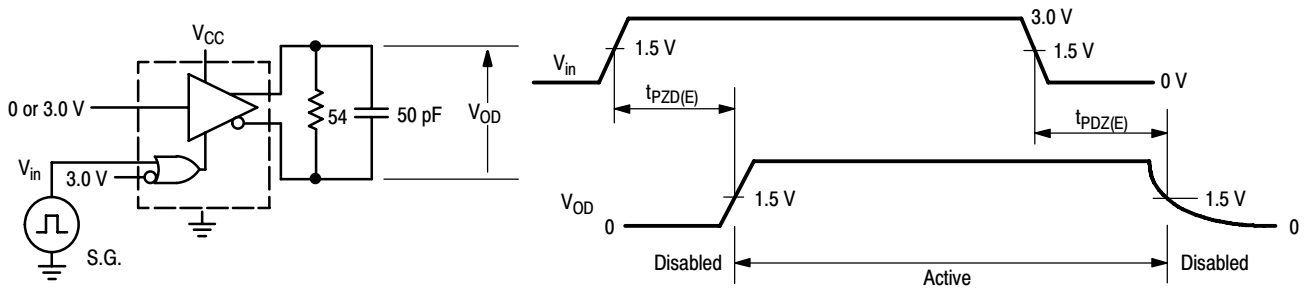 VCC
0 or 3.0 V
54
50 pF
VOD
Vin
3.0 V
S.G.
Vin
1.5 V
3.0 V
1.5 V
0 V
tPZD(E)
tPDZ(E)
VOD
0
1.5 V
1.5 V
0
Disabled
Active
Disabled